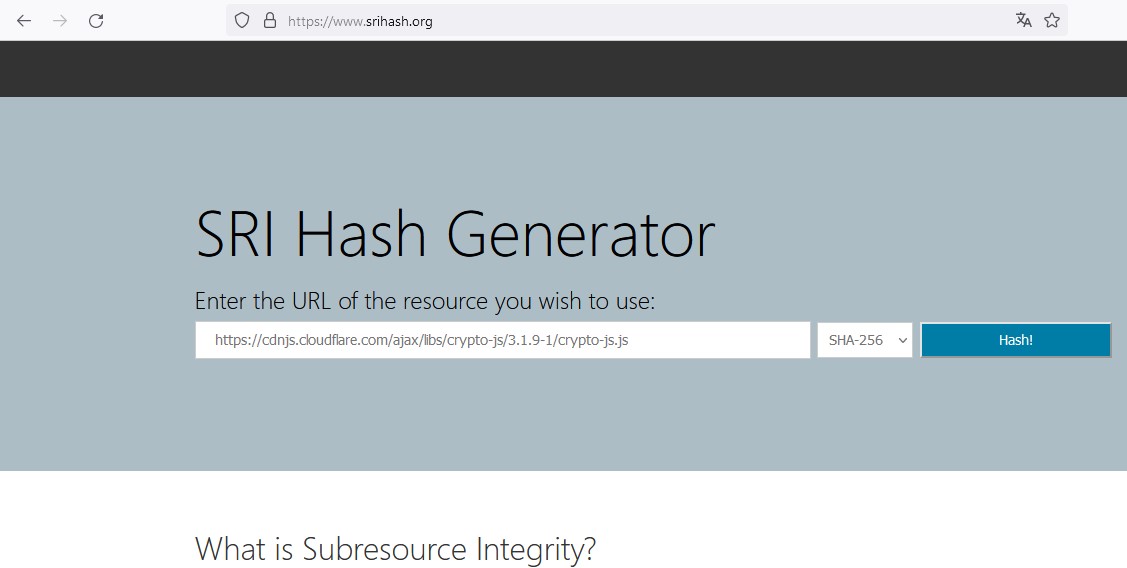 https://www.srihash.org
SRI Hash Generator
Enter the URL of the resource you wish to use:
https://cdnjs.cloudflare.com/ajax/libs/crypto-js/3.1.9-1/crypto-js.js SHA-256 Hash!
What is Subresource Integrity?